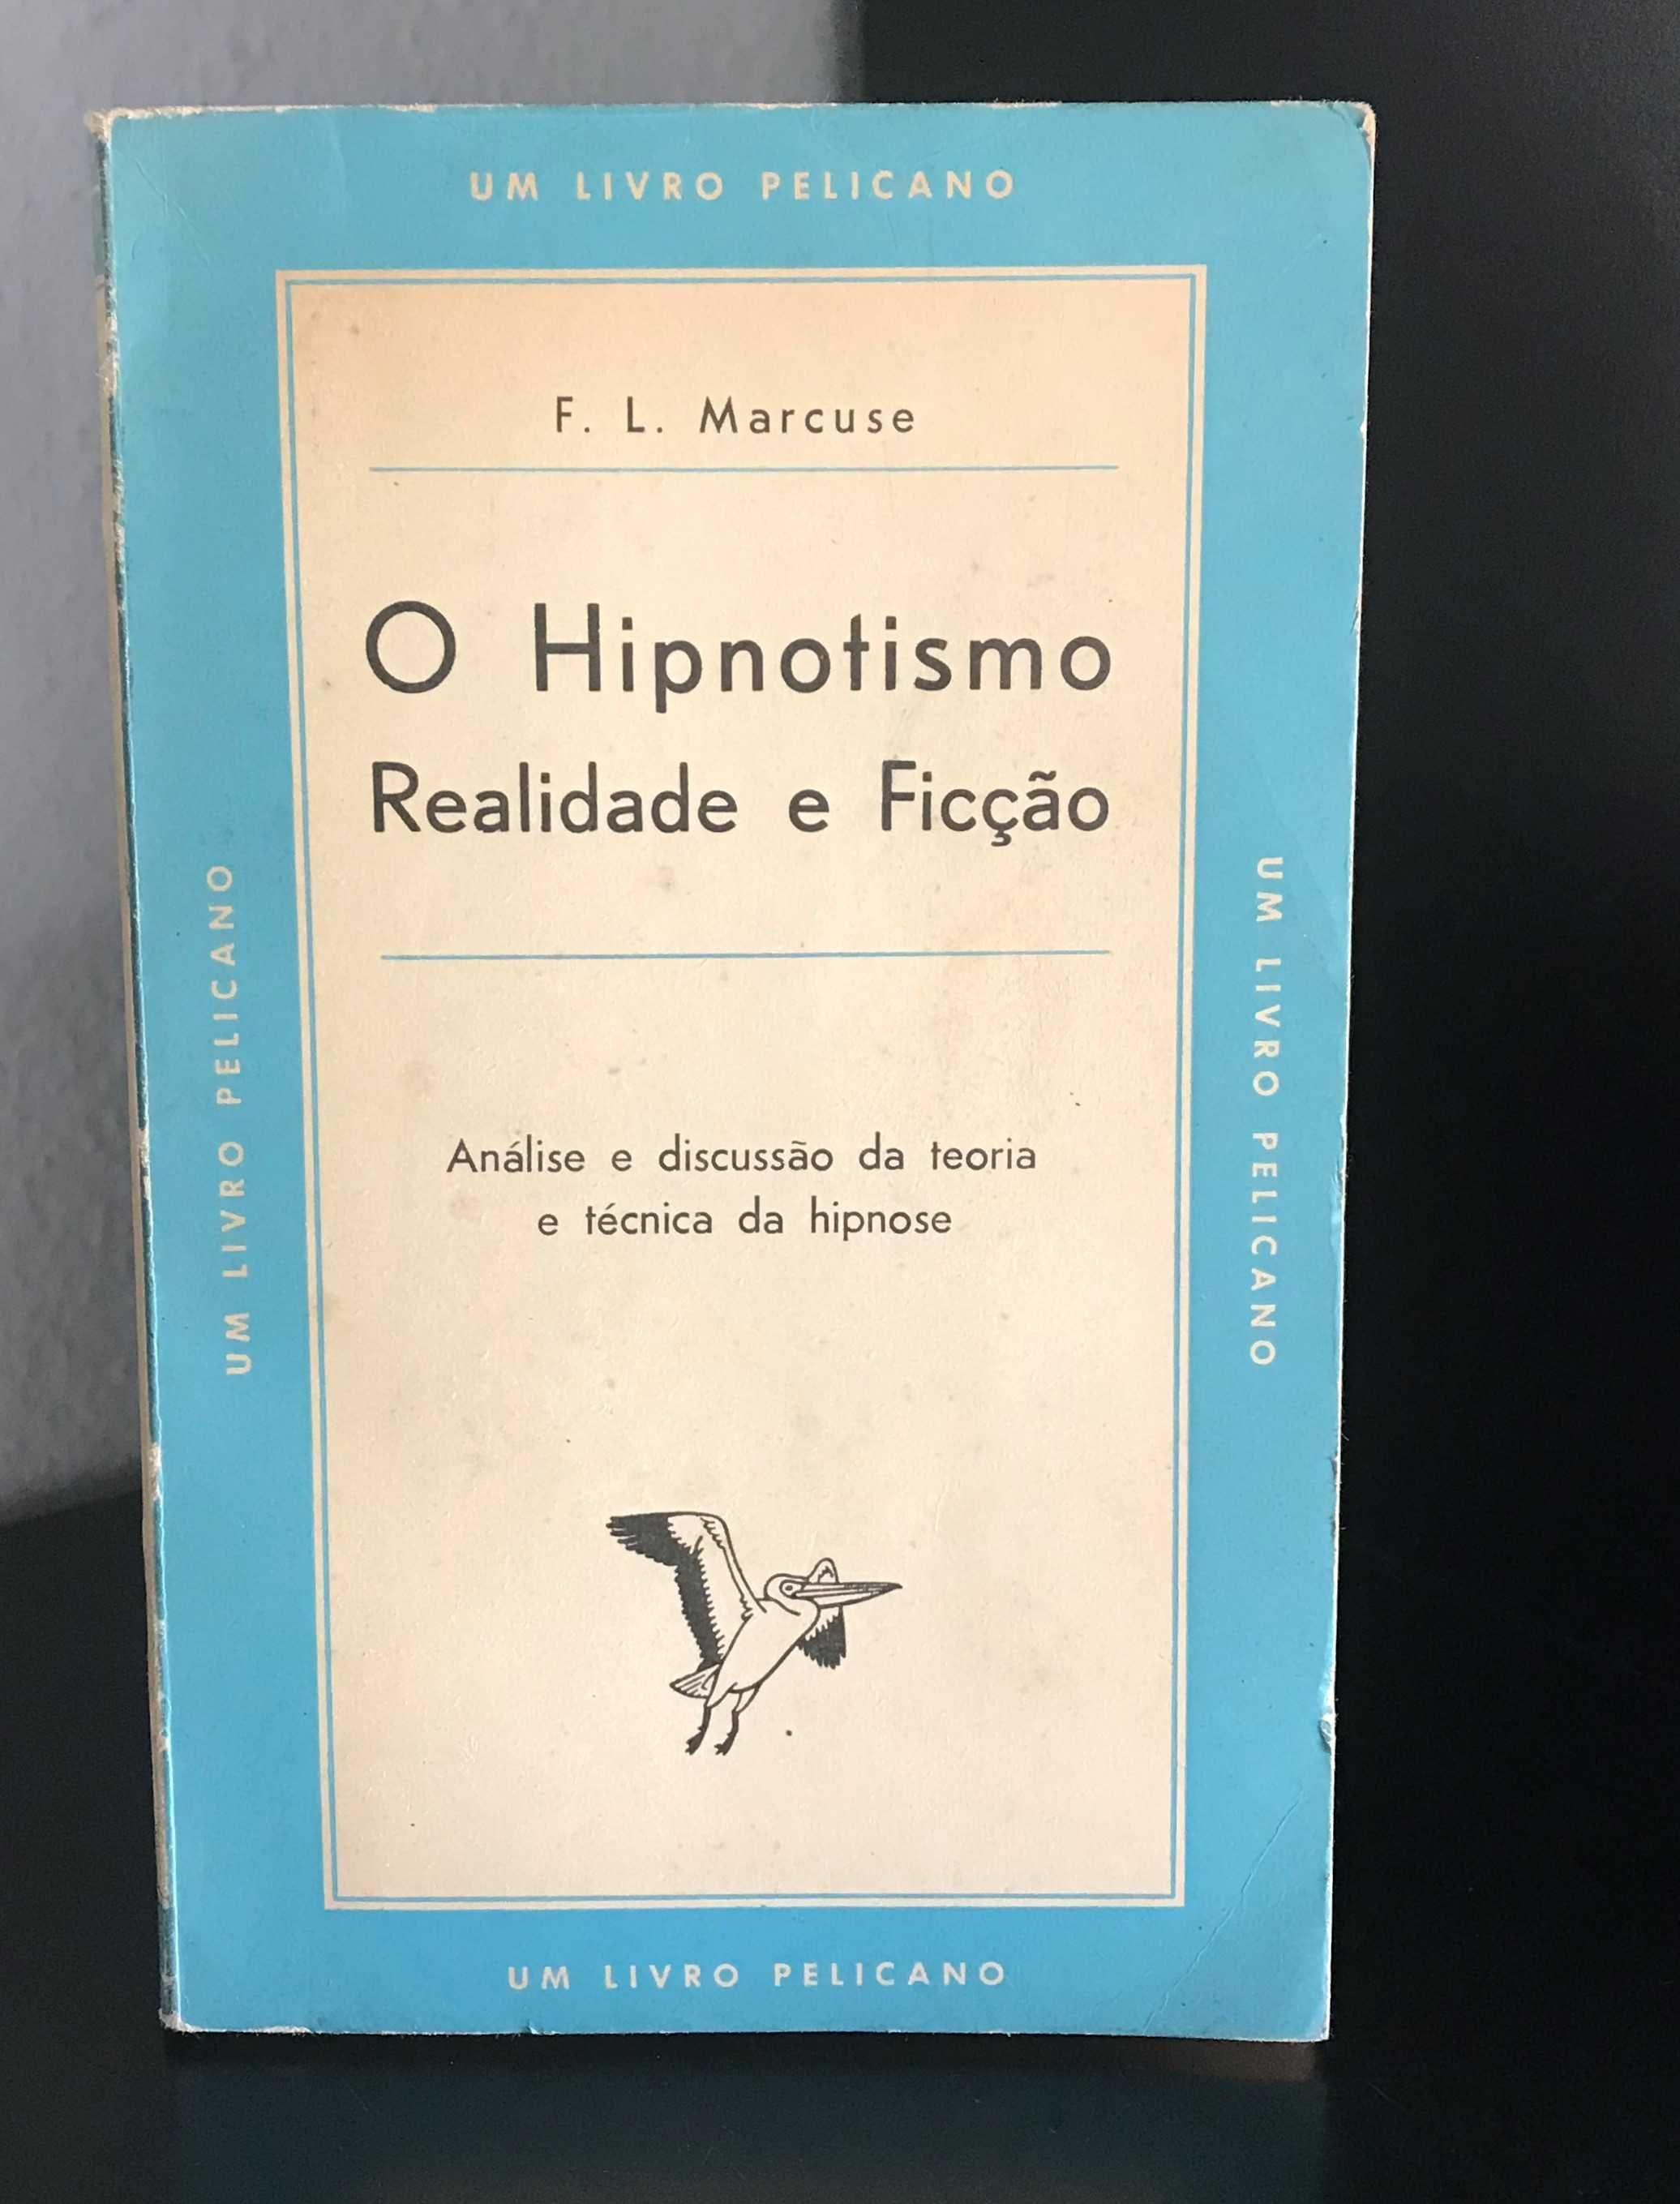 UM LIVRO PELICANO
F. L. Marcuse
O Hipnotismo
Realidade e Ficção
UM LIVRO PELICANO
UM LIVRO PELICANO
Análise e discussão da teoria
e técnica da hipnose
UM LIVRO PELICANO